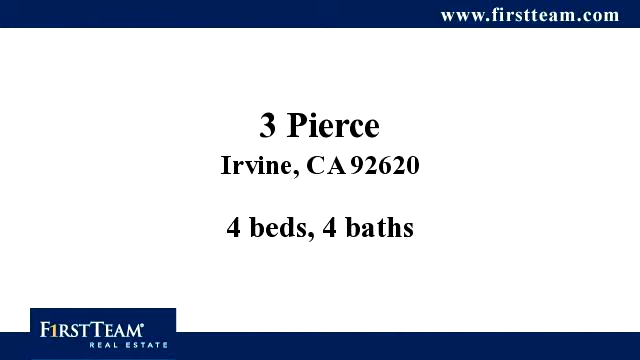 www.firstteam.com
3 Pierce
Irvine, CA 92620
4 beds, 4 baths
FIRSTTEAM®
REAL ESTATE